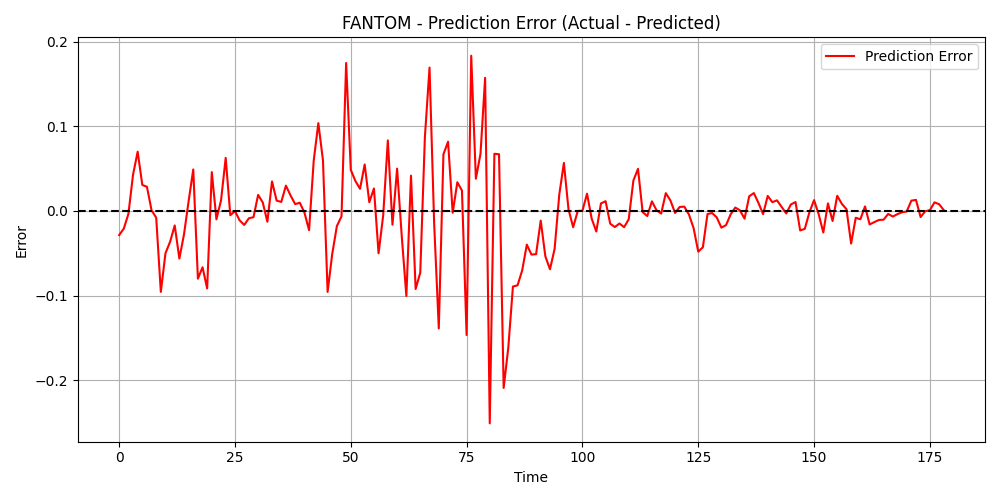 FANTOM - Prediction Error (Actual - Predicted)
Prediction Error
Error
0.2
0.1
0.0
−0.1
−0.2
0 25 50 75 100 125 150 175
Time